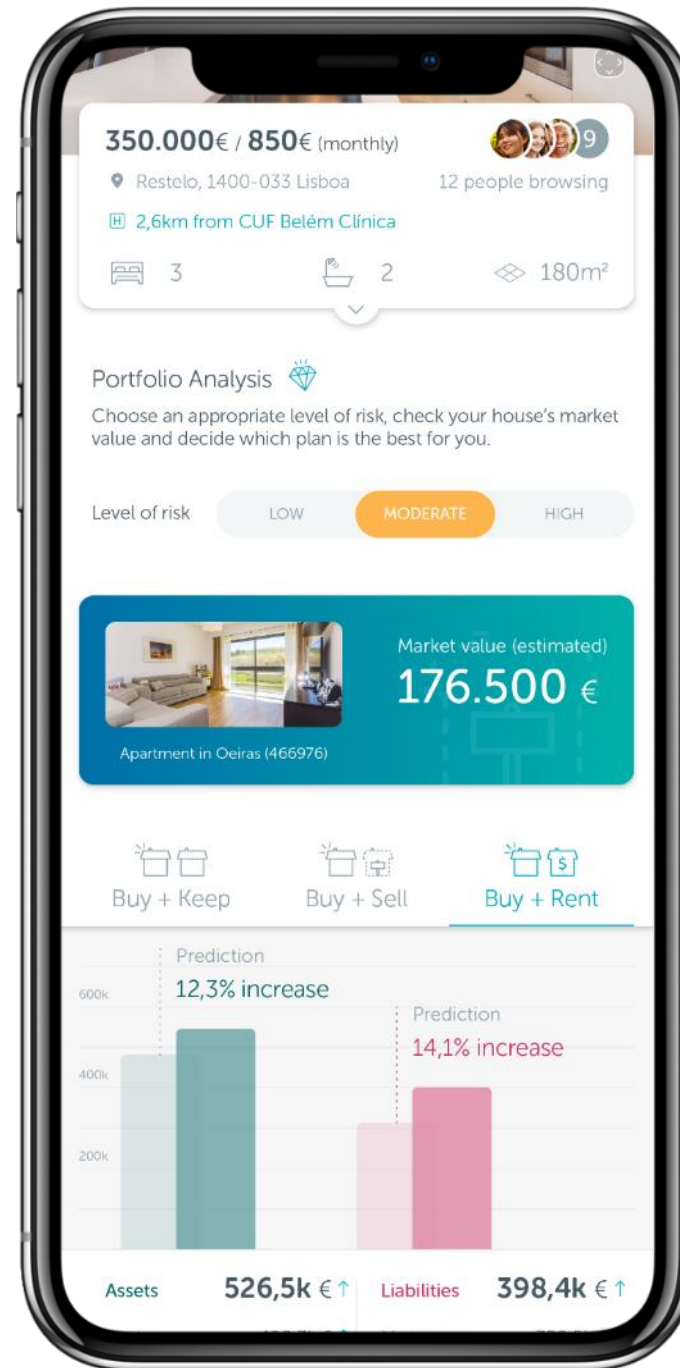 350.000€ / 850€ (monthly)
9
Restelo, 1400-033 Lisboa
12 people browsing
H 2,6km from CUF Belém Clínica
3
2
180m²
Portfolio Analysis
Choose an appropriate level of risk, check your house's market
value and decide which plan is the best for you.
Level of risk
LOW
MODERATE
HIGH
Market value (estimated)
176.500 €
Apartment in Oeiras (466976)
Buy + Keep
Buy + Sell
$
Buy + Rent
Prediction
12,3% increase
600k
Prediction
14,1% increase
400k
200k
Assets 526,5k € ↑
Liabilities 398,4k € ↑